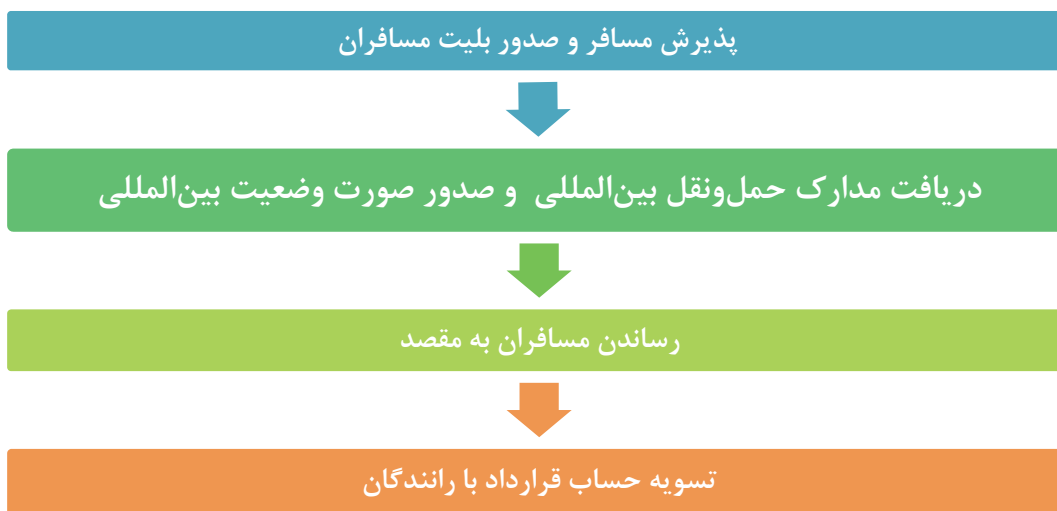 پذیرش مسافر و صدور بلیت مسافران
دریافت مدارک حمل‌ونقل بین‌المللی و صدور صورت وضعیت بین‌المللی
رساندن مسافران به مقصد
تسویه حساب قرارداد با رانندگان